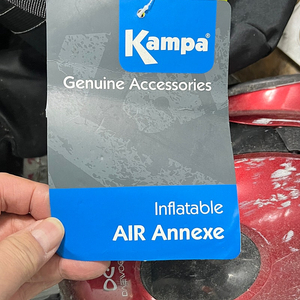 Kampa®
Genuine Accessories
Inflatable
AIR Annexe